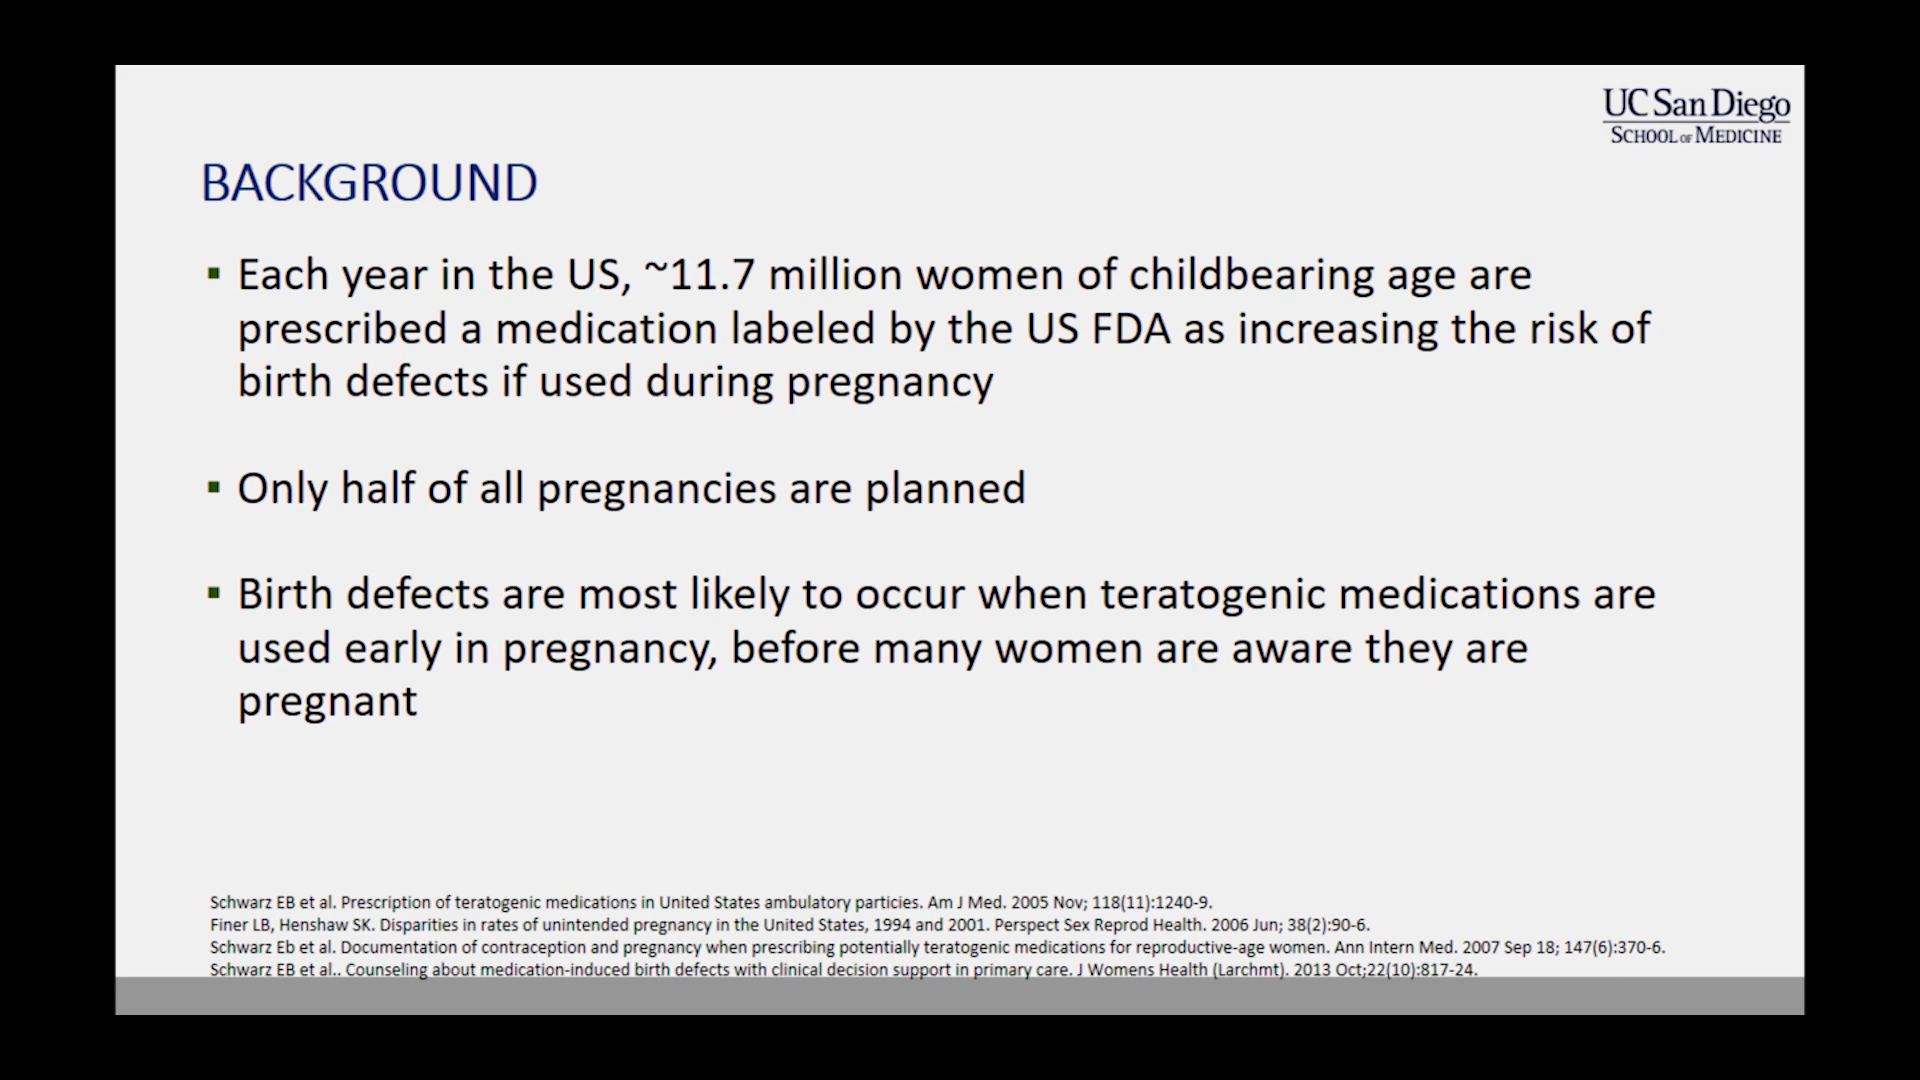 UC San Diego
SCHOOL OF MEDICINE
BACKGROUND
▪ Each year in the US, ~11.7 million women of childbearing age are
prescribed a medication labeled by the US FDA as increasing the risk of
birth defects if used during pregnancy
▪ Only half of all pregnancies are planned
▪ Birth defects are most likely to occur when teratogenic medications are
used early in pregnancy, before many women are aware they are
pregnant
Schwarz EB et al. Prescription of teratogenic medications in United States ambulatory particies. Am J Med. 2005 Nov; 118(11):1240-9.
Finer LB, Henshaw SK. Disparities in rates of unintended pregnancy in the United States, 1994 and 2001. Perspect Sex Reprod Health. 2006 Jun; 38(2):90-6.
Schwarz Eb et al. Documentation of contraception and pregnancy when prescribing potentially teratogenic medications for reproductive-age women. Ann Intern Med. 2007 Sep 18; 147(6):370-6.
Schwarz EB et al.. Counseling about medication-induced birth defects with clinical decision support in primary care. J Womens Health (Larchmt). 2013 Oct;22(10):817-24.